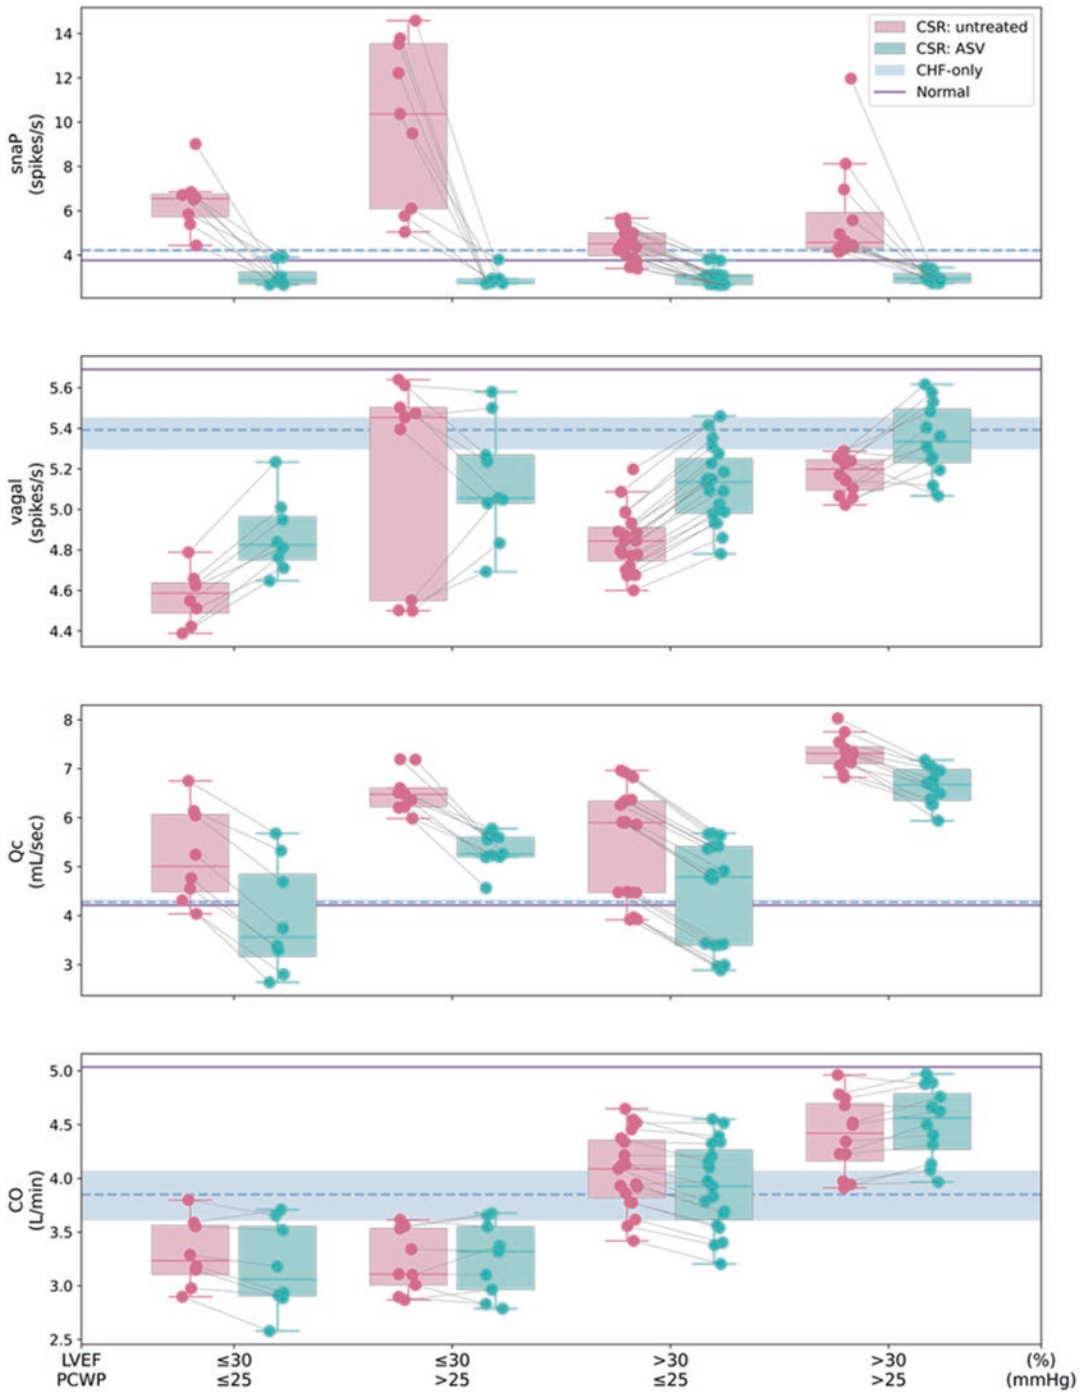 snaP
(spikes/s)
14
12
10
8
6
4
CSR: untreated
CSR: ASV
CHF-only
Normal
vagal
(spikes/s)
5.6
5.4
5.2
5.0
4.8
4.6
4.4
Qc
(mL/sec)
8
7
6
5
4
3
CO
(L/min)
5.0
4.5
4.0
3.5
3.0
2.5
LVEF ≤30 ≤30 >30 >30 (%)
PCWP ≤25 >25 ≤25 >25 (mmHg)